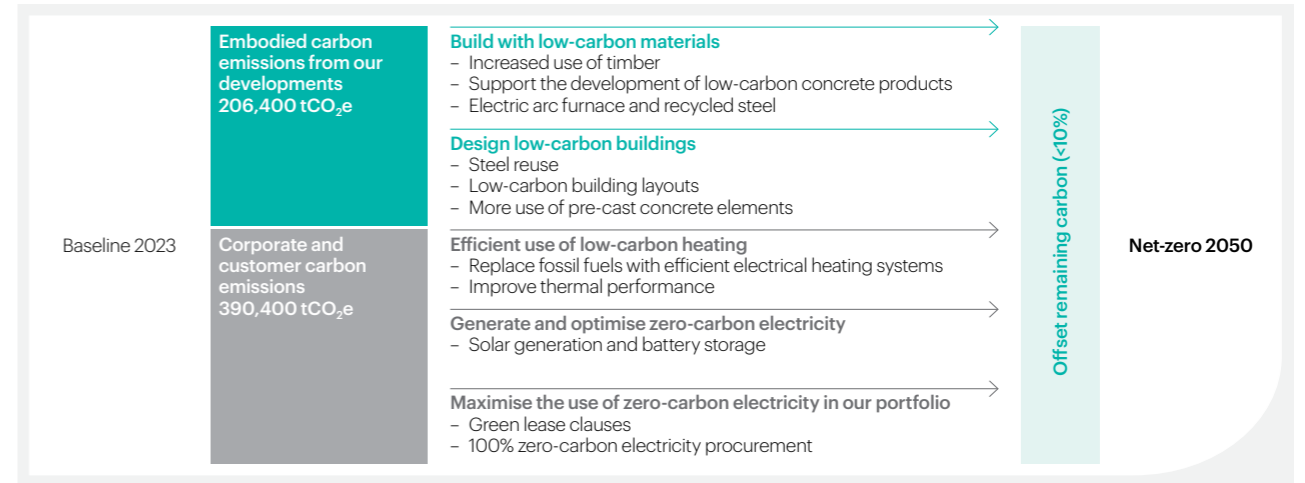 Baseline 2023
Embodied carbon
emissions from our
developments
206,400 tCO₂e
Build with low-carbon materials
– Increased use of timber
– Support the development of low-carbon concrete products
– Electric arc furnace and recycled steel
Design low-carbon buildings
– Steel reuse
– Low-carbon building layouts
– More use of pre-cast concrete elements
Corporate and
customer carbon
emissions
390,400 tCO₂e
Efficient use of low-carbon heating
– Replace fossil fuels with efficient electrical heating systems
– Improve thermal performance
Generate and optimise zero-carbon electricity
– Solar generation and battery storage
Maximise the use of zero-carbon electricity in our portfolio
– Green lease clauses
– 100% zero-carbon electricity procurement
Offset remaining carbon (<10%)
Net-zero 2050